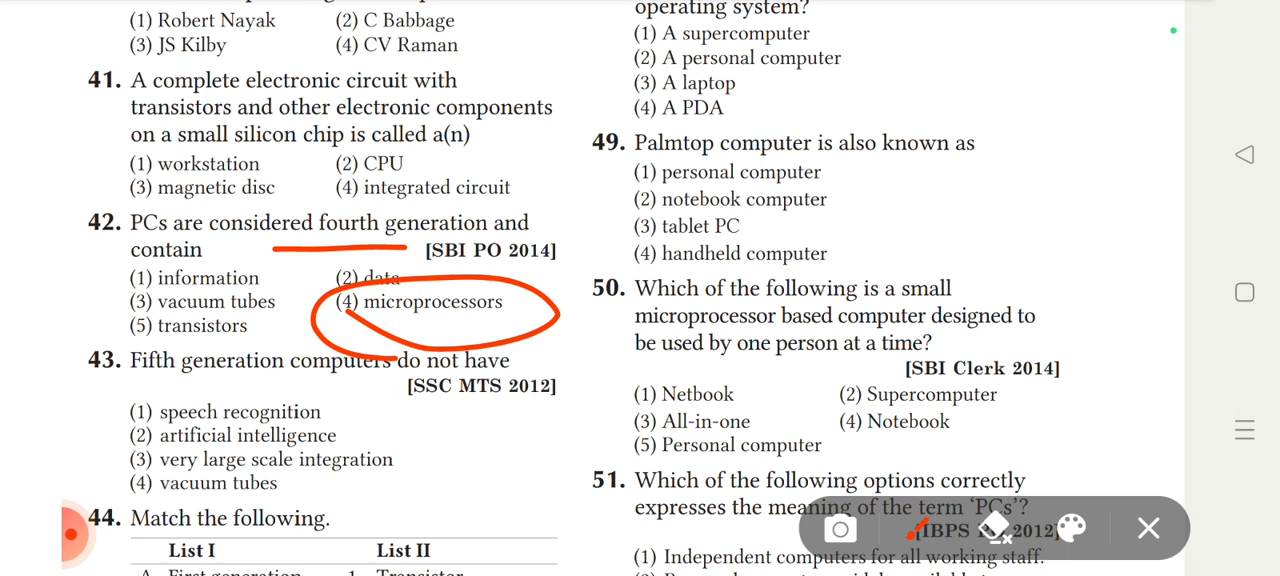 (1) Robert Nayak (2) C Babbage
(3) JS Kilby (4) CV Raman
41. A complete electronic circuit with
transistors and other electronic components
on a small silicon chip is called a(n)
(1) workstation (2) CPU
(3) magnetic disc (4) integrated circuit
42. PCs are considered fourth generation and
contain [SBI PO 2014]
(1) information (2) data
(3) vacuum tubes (4) microprocessors
(5) transistors
43. Fifth generation computers do not have
[SSC MTS 2012]
(1) speech recognition
(2) artificial intelligence
(3) very large scale integration
(4) vacuum tubes
44. Match the following.
List I List II
A. First generation 1. Transistor
operating system?
(1) A supercomputer
(2) A personal computer
(3) A laptop
(4) A PDA
49. Palmtop computer is also known as
(1) personal computer
(2) notebook computer
(3) tablet PC
(4) handheld computer
50. Which of the following is a small
microprocessor based computer designed to
be used by one person at a time?
[SBI Clerk 2014]
(1) Netbook (2) Supercomputer
(3) All-in-one (4) Notebook
(5) Personal computer
51. Which of the following options correctly
expresses the meaning of the term ‘PCs’?
[IBPS 2012]
(1) Independent computers for all working staff.